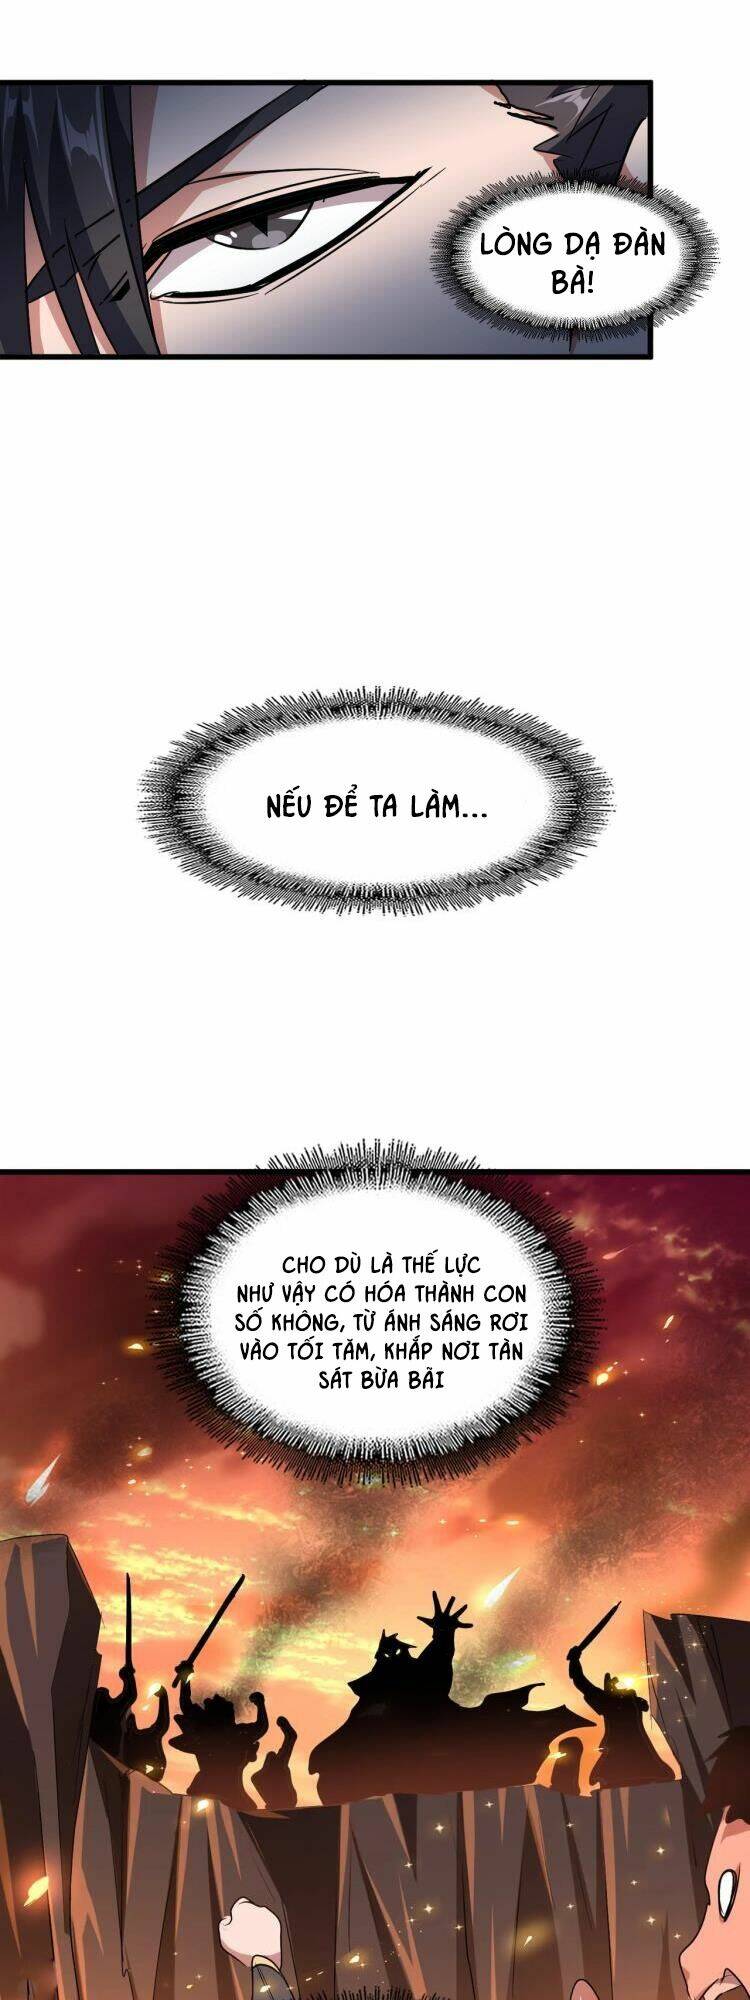 LÒNG DẠ ĐÀN
BÀ!
NẾU ĐỂ TA LÀM...
CHO DÙ LÀ THẾ LỰC
NHƯ VẬY CÓ HÓA THÀNH CON
SỐ KHÔNG, TỪ ÁNH SÁNG RƠI
VÀO TỐI TĂM, KHẮP NƠI TÀN
SÁT BỪA BÃI